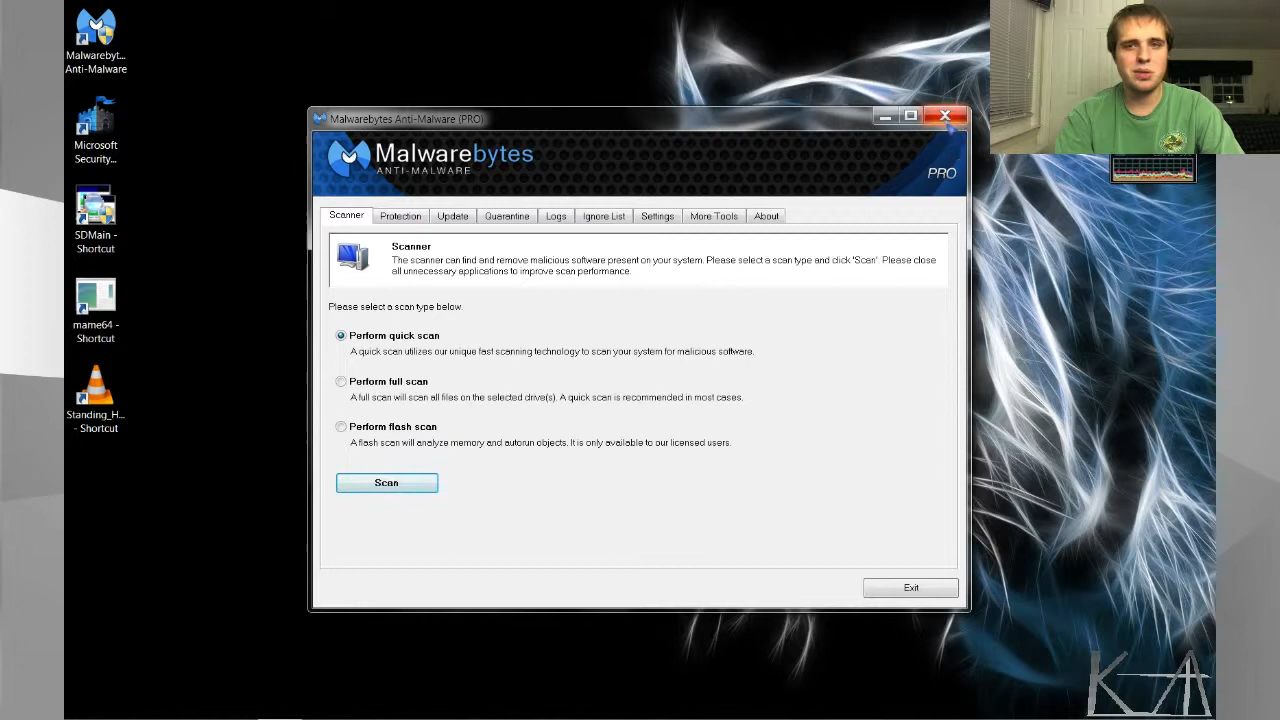 Malwarebyt...
Anti-Malware
Microsoft
Security...
SDMain -
Shortcut
mame64 -
Shortcut
Standing_H...
- Shortcut
Malwarebytes Anti-Malware (PRO)
Malwarebytes
ANTI-MALWARE
PRO
Scanner Protection Update Quarantine Logs Ignore List Settings More Tools About
Scanner
The scanner can find and remove malicious software present on your system. Please select a scan type and click 'Scan'. Please close
all unnecessary applications to improve scan performance.
Please select a scan type below.
Perform quick scan
A quick scan utilizes our unique fast scanning technology to scan your system for malicious software.
Perform full scan
A full scan will scan all files on the selected drive(s). A quick scan is recommended in most cases.
Perform flash scan
A flash scan will analyze memory and autorun objects. It is only available to our licensed users.
Scan
Exit